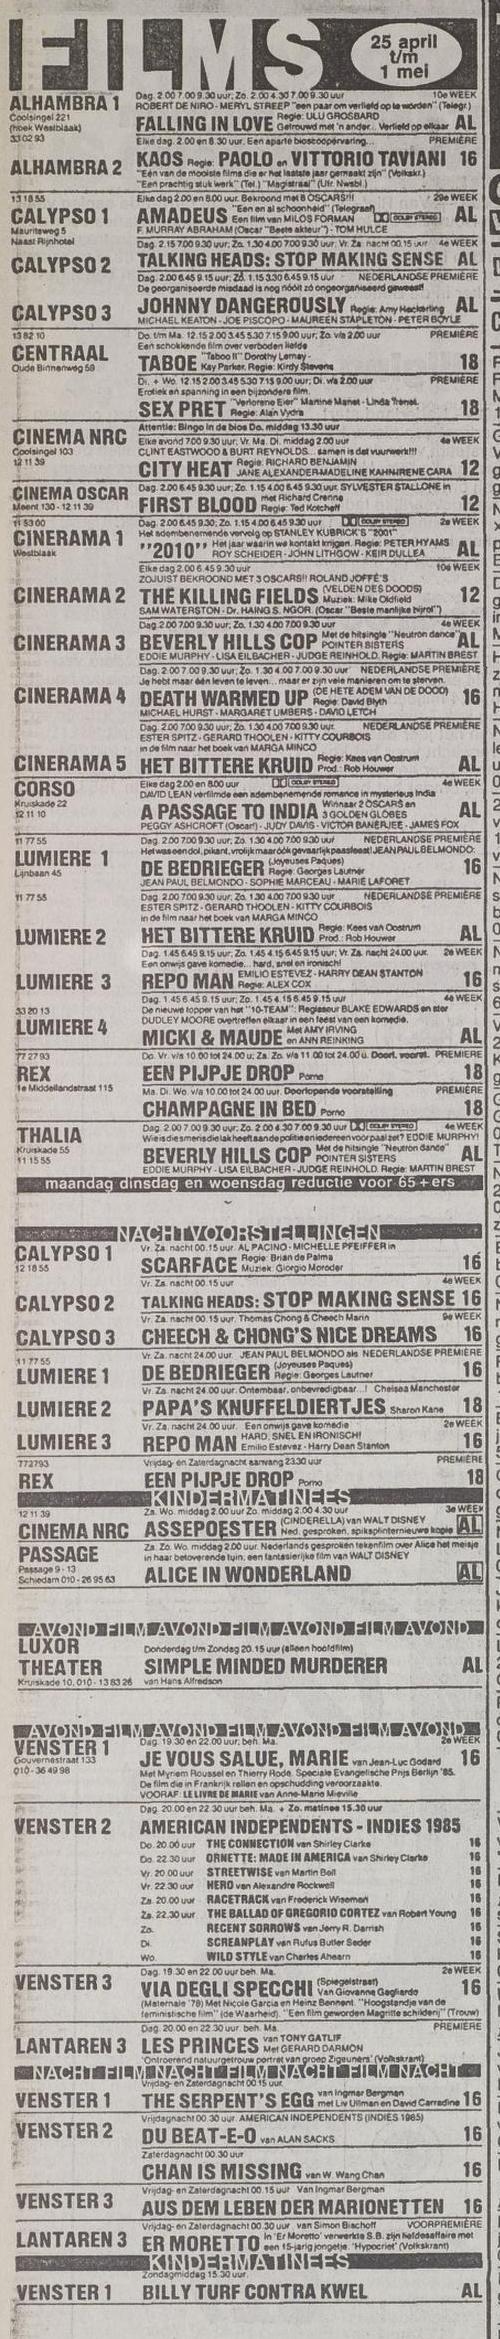 FILMS
25 april
t/m
1 mei
Dag. 2.00 7.00 9.30 uur; Zo. 2.00 4.30 7.00 9.30 uur 10e WEEK
ALHAMBRA 1 ROBERT DE NIRO - MERYL STREEP "een paar om verliefd op te worden" (Telegr.)
Coolsingel 221
(hoek Westblaak) FALLING IN LOVE Regie: ULU GROSBARD Getrouwd met 'n ander... Verliefd op elkaar AL
33 02 93 Elke dag. 2.00 en 8.30 uur. Een aparte bioscoopervaring... PREMIÈRE
ALHAMBRA 2 KAOS Regie: PAOLO en VITTORIO TAVIANI 16
"Eén van de mooiste films die er het laatste jaar gemaakt zijn" (Volkskr.)
"Een prachtig stuk werk" (Tel.) "Magistraal" (Utr. Nwsbl.)
13 18 55 Elke dag 2.00 en 8.00 uur. Bekroond met 8 OSCARS!!! 29e WEEK
CALYPSO 1 AMADEUS "Een en al schoonheid" (Telegraaf) Een film van MILOS FORMAN DOLBY STEREO AL
Mauritsweg 5
Naast Rijnhotel F. MURRAY ABRAHAM (Oscar "Beste akteur") - TOM HULCE
Dag. 2.15 7.00 9.30 uur; Zo. 1.30 4.00 7.00 9.30 uur; Vr. Za. nacht 00.15 uur 4e WEEK
CALYPSO 2 TALKING HEADS: STOP MAKING SENSE AL
Dag. 2.00 6.45 9.15 uur; Zo. 1.15 3.30 6.45 9.15 uur NEDERLANDSE PREMIÈRE
De georganiseerde misdaad is nog nóóit zó ongeorganiseerd geweest!
CALYPSO 3 JOHNNY DANGEROUSLY Regie: Amy Heckerling AL
MICHAEL KEATON - JOE PISCOPO - MAUREEN STAPLETON - PETER BOYLE
13 82 10 Do. t/m Ma. 12.15 2.00 3.45 5.30 7.15 9.00 uur; Zo. v/a 2.00 uur PREMIÈRE
CENTRAAL Een schokkende film over verboden liefde
Oude Binnenweg 59 TABOE "Taboo II" Dorothy Lemay - Kay Parker. Regie: Kirdy Stevens 18
Di. + Wo. 12.15 2.00 3.45 5.30 7.15 9.00 uur; Di. v/a 2.00 uur PREMIÈRE
Erotiek en spanning in een bijzondere film.
SEX PRET "Verlorene Eier" Martine Manet - Linda Trenet. Regie: Alan Vydra 18
Attentie: Bingo in de bios Do. middag 13.30 uur
CINEMA NRC Elke avond 7.00 9.30 uur; Vr. Ma. Di. middag 2.00 uur 4e WEEK
Coolsingel 103 CLINT EASTWOOD & BURT REYNOLDS... samen is dat vuurwerk!!!
12 11 39 CITY HEAT Regie: RICHARD BENJAMIN JANE ALEXANDER - MADELINE KAHN - IRENE CARA 12
Dag. 2.00 6.45 9.15 uur; Zo. 1.15 4.00 6.45 9.15 uur. SYLVESTER STALLONE in
CINEMA OSCAR FIRST BLOOD met Richard Crenna Regie: Ted Kotcheff 12
Meent 130 - 12 11 39
11 53 00 Dag. 2.00 6.45 9.30; Zo. 1.15 4.00 6.45 9.30 uur DOLBY STEREO 2e WEEK
CINERAMA 1 Het adembenemende vervolg op STANLEY KUBRICK'S "2001"
Westblaak "2010" Het jaar waarin we kontakt krijgen. Regie: PETER HYAMS AL
ROY SCHEIDER - JOHN LITHGOW - KEIR DULLEA
Elke dag 2.00 6.45 9.30 uur 10e WEEK
ZOJUIST BEKROOND MET 3 OSCARS!! ROLAND JOFFÉ'S
CINERAMA 2 THE KILLING FIELDS (VELDEN DES DOODS) Muziek: Mike Oldfield 12
SAM WATERSTON - Dr. HAING S. NGOR. (Oscar "Beste manlijke bijrol")
Dag. 2.00 7.00 9.30 uur; Zo. 1.30 4.00 7.00 9.30 uur 4e WEEK
CINERAMA 3 BEVERLY HILLS COP Met de hitsingle "Neutron dance" POINTER SISTERS AL
EDDIE MURPHY - LISA EILBACHER - JUDGE REINHOLD. Regie: MARTIN BREST
Dag. 2.00 7.00 9.30 uur; Zo. 1.30 4.00 7.00 9.30 uur NEDERLANDSE PREMIÈRE
Je hebt maar één leven te leven... maar er zijn vele manieren om te sterven.
CINERAMA 4 DEATH WARMED UP (DE HETE ADEM VAN DE DOOD) Regie: David Blyth 16
MICHAEL HURST - MARGARET UMBERS - DAVID LETCH
Dag. 2.00 7.00 9.30 uur; Zo. 1.30 4.00 7.00 9.30 uur. NEDERLANDSE PREMIÈRE
ESTER SPITZ - GERARD THOOLEN - KITTY COURBOIS
in de film naar het boek van MARGA MINCO
CINERAMA 5 HET BITTERE KRUID Regie: Kees van Oostrum Prod.: Rob Houwer AL
CORSO Elke dag 2.00 en 8.00 uur DOLBY STEREO 4e WEEK
Kruiskade 22 DAVID LEAN verfilmde een adembenemende romance in mysterieus India
12 11 10 A PASSAGE TO INDIA Winnaar 2 OSCARS en 3 GOLDEN GLOBES AL
PEGGY ASHCROFT (Oscar!) - JUDY DAVIS - VICTOR BANERJEE - JAMES FOX
11 77 55 Dag. 2.00 7.00 9.30 uur; Zo. 1.30 4.00 7.00 9.30 uur NEDERLANDSE PREMIÈRE
LUMIERE 1 Het was een dol, pikant, vrolijk maar óók gevaarlijk paasfeest! JEAN PAUL BELMONDO:
Lijnbaan 45 DE BEDRIEGER (Joyeuses Paques) Regie: Georges Lautner 16
JEAN PAUL BELMONDO - SOPHIE MARCEAU - MARIE LAFORET
11 77 55 Dag. 2.00 7.00 9.30 uur; Zo. 1.30 4.00 7.00 9.30 uur NEDERLANDSE PREMIÈRE
ESTER SPITZ - GERARD THOOLEN - KITTY COURBOIS
in de film naar het boek van MARGA MINCO
LUMIERE 2 HET BITTERE KRUID Regie: Kees van Oostrum Prod.: Rob Houwer AL
Dag. 1.45 6.45 9.15 uur; Zo. 1.45 4.15 6.45 9.15 uur; Vr. Za. nacht 24.00 uur. 2e WEEK
Een onwijs gave komedie... hard, snel en ironisch!
LUMIERE 3 REPO MAN EMILIO ESTEVEZ - HARRY DEAN STANTON Regie: ALEX COX 16
Dag. 1.45 6.45 9.15 uur; Zo. 1.45 4.15 6.45 9.15 uur 4e WEEK
33 20 13 De nieuwe topper van het "10-TEAM": Regisseur BLAKE EDWARDS en ster
LUMIERE 4 DUDLEY MOORE overtreffen elkaar in een feest van een komedie.
MICKI & MAUDE Met AMY IRVING en ANN REINKING AL
77 27 93 Do. Vr. v/a 10.00 tot 24.00 u; Za. Zo. v/a 11.00 tot 24.00 u. Doorl. voorst. PREMIERE
REX EEN PIJPJE DROP Porno 18
1e Middellandstraat 115 Ma. Di. Wo. v/a 10.00 tot 24.00 uur. Doorlopende voorstelling PREMIÈRE
CHAMPAGNE IN BED Porno 18
Dag. 2.00 7.00 9.30 uur; Zo. 2.00 4.30 7.00 9.30 uur DOLBY STEREO 4e WEEK
THALIA Wie is die smeris die lak heeft aan de politie en iedereen voor paal zet? EDDIE MURPHY!
Kruiskade 55
11 15 55 BEVERLY HILLS COP Met de hitsingle "Neutron dance" POINTER SISTERS AL
EDDIE MURPHY - LISA EILBACHER - JUDGE REINHOLD. Regie: MARTIN BREST
maandag dinsdag en woensdag reductie voor 65+ers
NACHTVOORSTELLINGEN
CALYPSO 1 Vr. Za. nacht 00.15 uur. AL PACINO - MICHELLE PFEIFFER in
12 18 55 SCARFACE Regie: Brian de Palma Muziek: Giorgio Moroder 16
Vr. Za. nacht 00.15 uur 4e WEEK
CALYPSO 2 TALKING HEADS: STOP MAKING SENSE 16
Vr. Za. nacht 00.15 uur. Thomas Chong & Cheech Marin 9e WEEK
CALYPSO 3 CHEECH & CHONG'S NICE DREAMS 16
11 77 55 Vr. Za. nacht 24.00 uur. JEAN PAUL BELMONDO als NEDERLANDSE PREMIÈRE
LUMIERE 1 DE BEDRIEGER (Joyeuses Paques) Regie: Georges Lautner 16
Vr. Za. nacht 24.00 uur. Ontembaar, onbevredigbaar...! Chelsea Manchester
LUMIERE 2 PAPA'S KNUFFELDIERTJES Sharon Kane 18
Vr. Za. nacht 24.00 uur. Een onwijs gave komedie 2e WEEK
LUMIERE 3 REPO MAN HARD, SNEL EN IRONISCH! Emilio Estevez - Harry Dean Stanton 16
772793 Vrijdag- en Zaterdagnacht aanvang 23.30 uur PREMIÈRE
REX EEN PIJPJE DROP Porno 18
KINDERMATINEES
12 11 39 Za. Wo. middag 2.00 uur Zo. middag 2.00 4.30 uur 3e WEEK
CINEMA NRC ASSEPOESTER (CINDERELLA) van WALT DISNEY Ned. gesproken, spiksplinternieuwe kopie AL
PASSAGE Za. Zo. Wo. middag 2.00 uur. Nederlands gesproken tekenfilm over Alice het meisje
Passage 9 - 13 in haar betoverende tuin, een fantasierijke film van WALT DISNEY
Schiedam 010 - 26 95 63 ALICE IN WONDERLAND AL
AVOND FILM AVOND FILM AVOND FILM AVOND
LUXOR Donderdag t/m Zondag 20.15 uur (alleen hoofdfilm)
THEATER SIMPLE MINDED MURDERER AL
Kruiskade 10, 010 - 13 83 26 van Hans Alfredson
AVOND FILM AVOND FILM AVOND FILM AVOND
VENSTER 1 Dag. 19.30 en 22.00 uur; beh. Ma. 2e WEEK
Gouvernestraat 133 JE VOUS SALUE, MARIE van Jean-Luc Godard 16
010 - 36 49 98 Met Myriem Roussel en Thierry Rode. Speciale Evangelische Prijs Berlijn '85.
De film die in Frankrijk rellen en opschudding veroorzaakte.
VOORAF: LE LIVRE DE MARIE van Anne-Marie Mieville
Dag. 20.00 en 22.30 uur beh. Ma. + Zo. matinee 15.30 uur
VENSTER 2 AMERICAN INDEPENDENTS - INDIES 1985
Do. 20.00 uur THE CONNECTION van Shirley Clarke 16
Do. 22.30 uur ORNETTE: MADE IN AMERICA van Shirley Clarke 16
Vr. 20.00 uur STREETWISE van Martin Bell 16
Vr. 22.30 uur HERO van Alexandre Rockwell 16
Za. 20.00 uur RACETRACK van Frederick Wiseman 16
Za. 22.30 uur THE BALLAD OF GREGORIO CORTEZ van Robert Young 16
Zo. RECENT SORROWS van Jerry R. Darrish 16
Di. SCREANPLAY van Rufus Butler Seder 16
Wo. WILD STYLE van Charles Ahearn 16
Dag. 19.30 en 22.00 uur beh. Ma. 2e WEEK
VENSTER 3 VIA DEGLI SPECCHI (Spiegelstraat) Van Giovanne Gagliardo 16
(Maternale '78) Met Nicole Garcia en Heinz Bennent. "Hoogstandje van de
feministische film" (de Waarheid). "Een film geworden Magritte schilderij" (Trouw)
Dag. 20.00 en 22.30 uur. beh. Ma. PREMIÈRE
LANTAREN 3 LES PRINCES van TONY GATLIF Met GERARD DARMON 16
'Ontroerend natuurgetrouw portret van groep Zigeuners' (Volkskrant)
NACHT FILM NACHT FILM NACHT FILM NACHT
Vrijdag- en Zaterdagnacht 00.15 uur.
VENSTER 1 THE SERPENT'S EGG van Ingmar Bergman met Liv Ullman en David Carradine 16
Vrijdagnacht 00.30 uur. AMERICAN INDEPENDENTS (INDIES 1985)
VENSTER 2 DU BEAT-E-O van ALAN SACKS 16
Zaterdagnacht 00.30 uur
CHAN IS MISSING van W. Wang Chan 16
Vrijdag- en Zaterdagnacht 00.15 uur Van Ingmar Bergman
VENSTER 3 AUS DEM LEBEN DER MARIONETTEN 16
Vrijdag- en Zaterdagnacht 00.30 uur. van Simon Bischoff VOORPREMIÈRE
LANTAREN 3 ER MORETTO In 'Er Moretto' verwerkte S.B. zijn liefdesaffaire met een 15-jarig jongetje. 'Hypocriet' (Volkskrant) 16
KINDERMATINEES
Zondagmiddag 15.30 uur.
VENSTER 1 BILLY TURF CONTRA KWEL AL